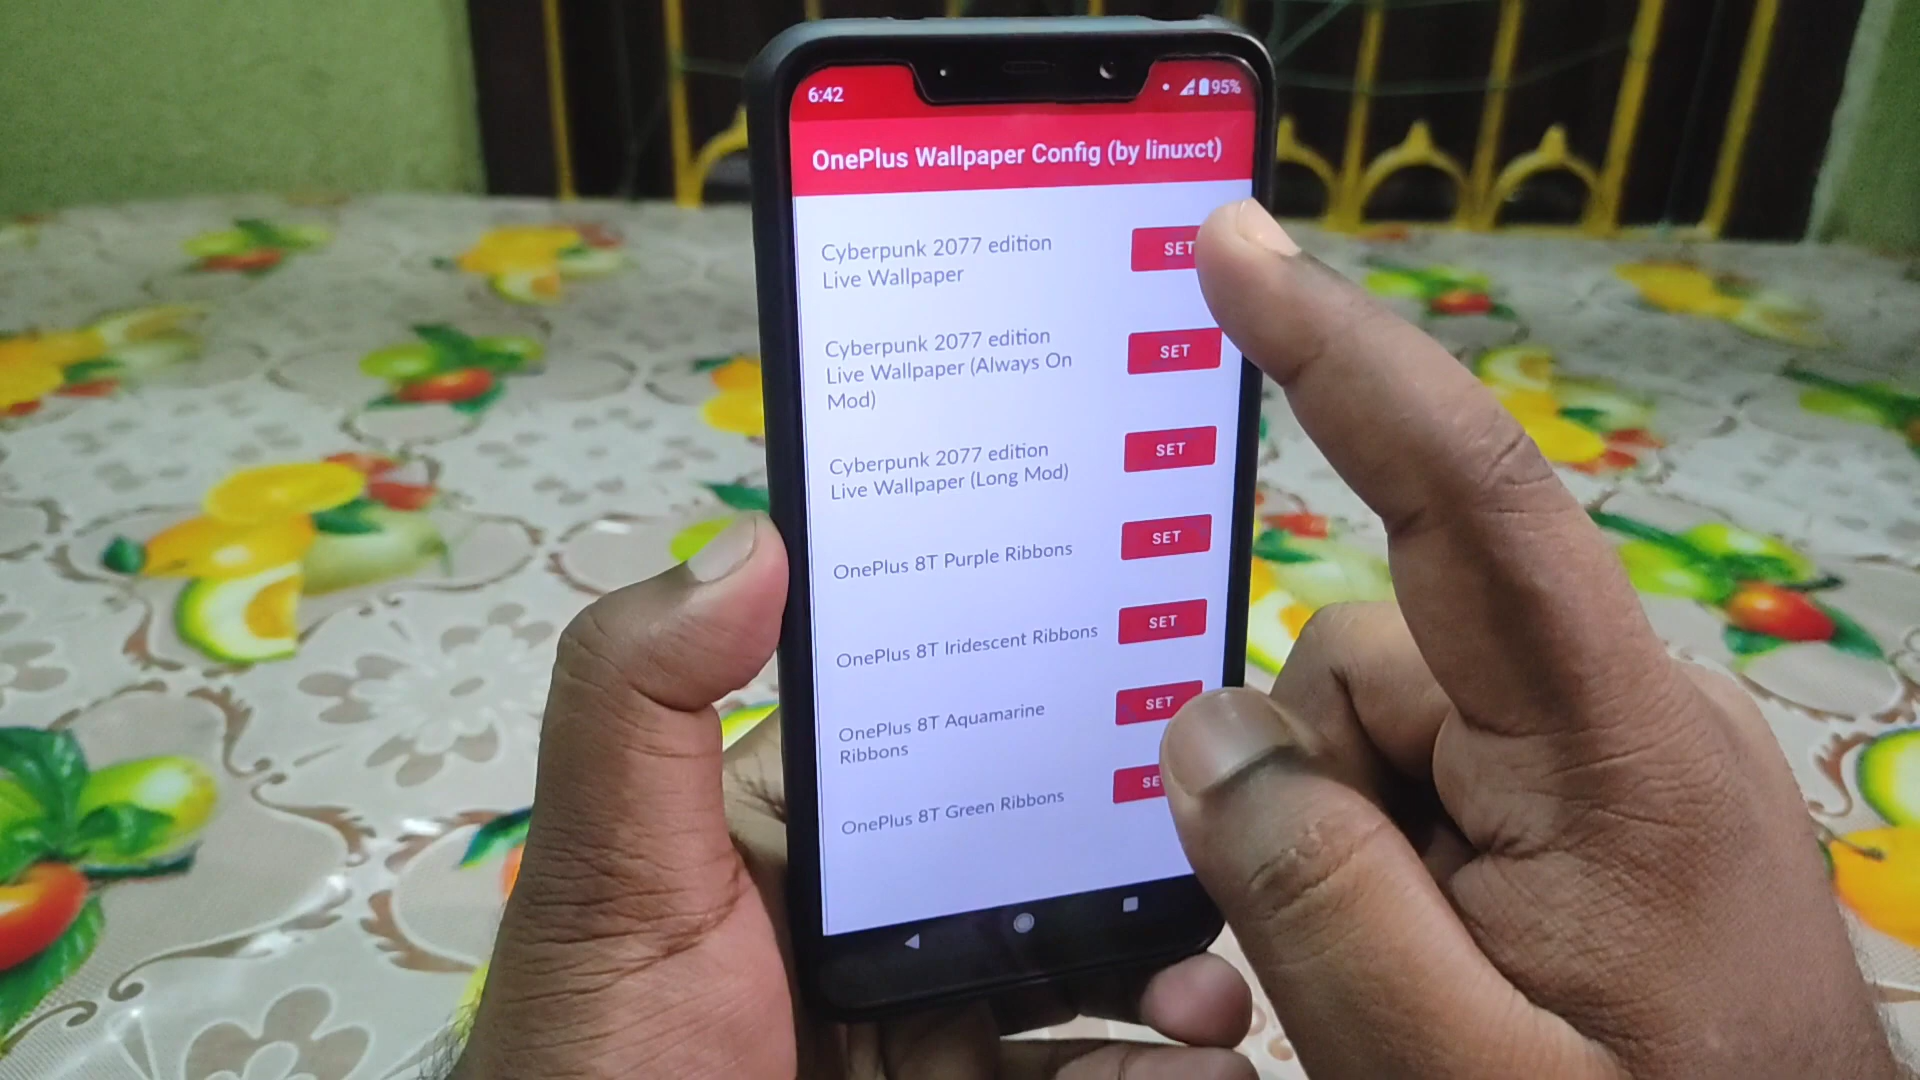 6:42
95%
OnePlus Wallpaper Config (by linuxct)
Cyberpunk 2077 edition
Live Wallpaper
SET
Cyberpunk 2077 edition
Live Wallpaper (Always On
Mod)
SET
Cyberpunk 2077 edition
Live Wallpaper (Long Mod)
SET
OnePlus 8T Purple Ribbons
SET
OnePlus 8T Iridescent Ribbons
SET
OnePlus 8T Aquamarine
Ribbons
SET
OnePlus 8T Green Ribbons
SE